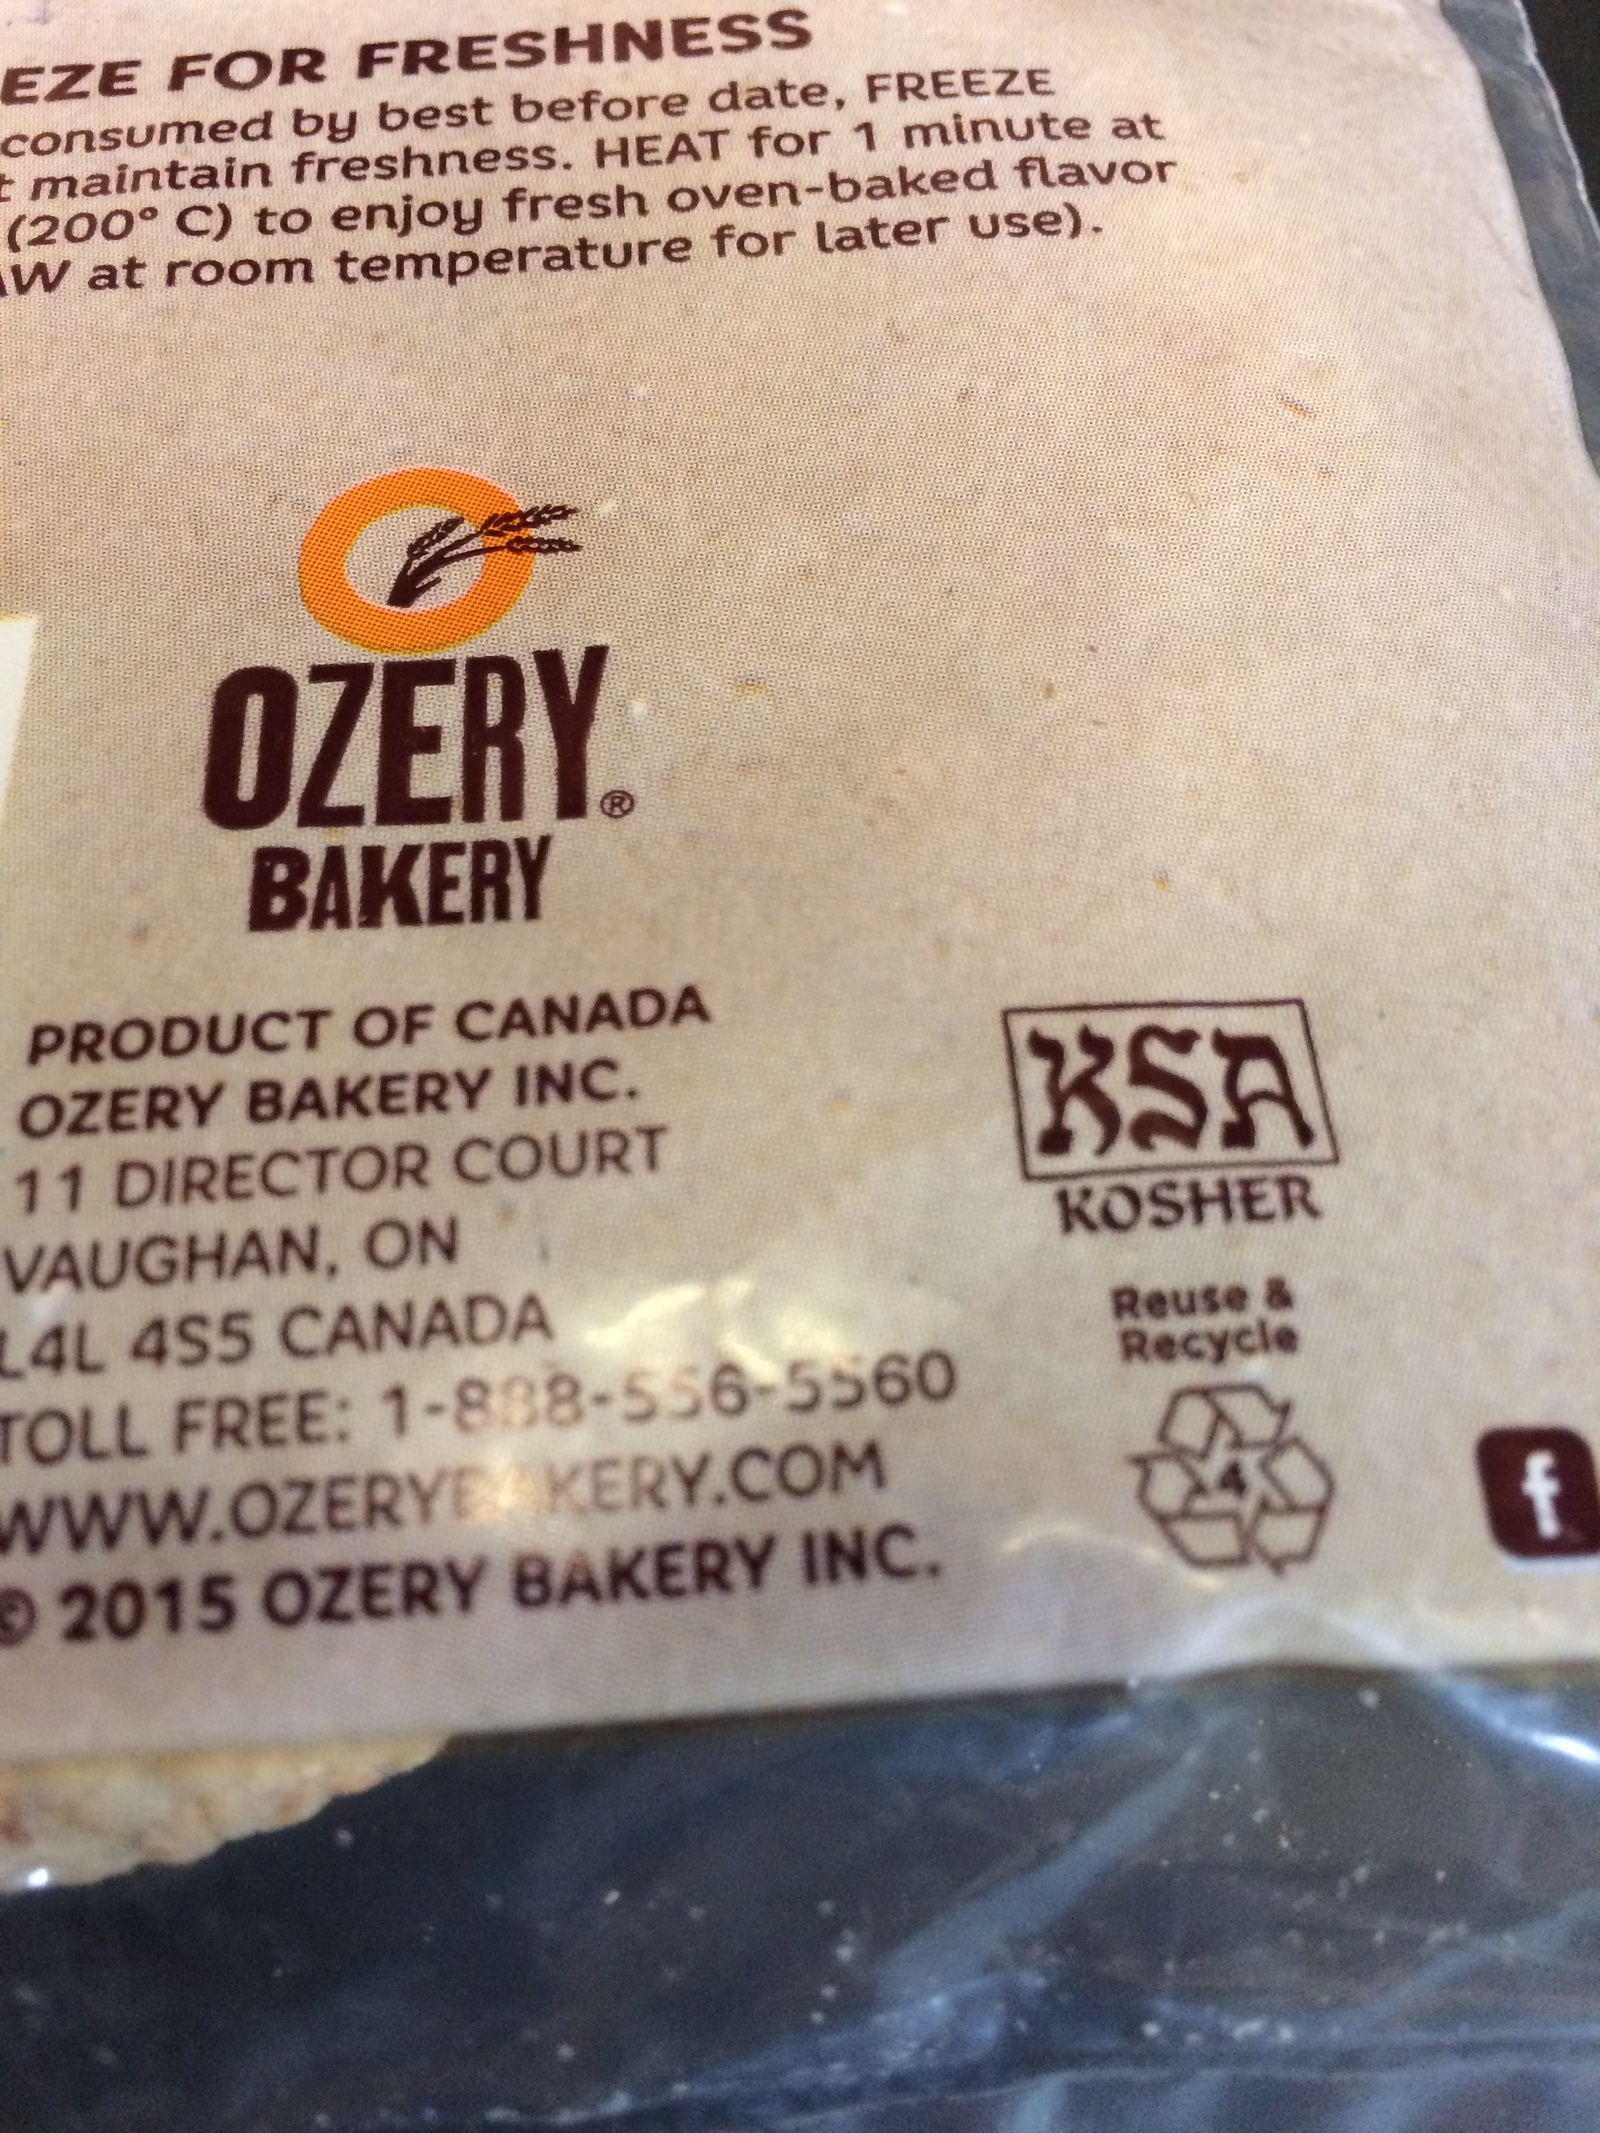 EZE FOR FRESHNESS
consumed by best before date, FREEZE
t maintain freshness. HEAT for 1 minute at
(200° C) to enjoy fresh oven-baked flavor
W at room temperature for later use).
OZERY®
BAKERY
PRODUCT OF CANADA
OZERY BAKERY INC.
11 DIRECTOR COURT
VAUGHAN, ON
L4L 4S5 CANADA
TOLL FREE: 1-888-556-5560
WWW.OZERYBAKERY.COM
© 2015 OZERY BAKERY INC.
KSA
KOSHER
Reuse &
Recycle
4
f